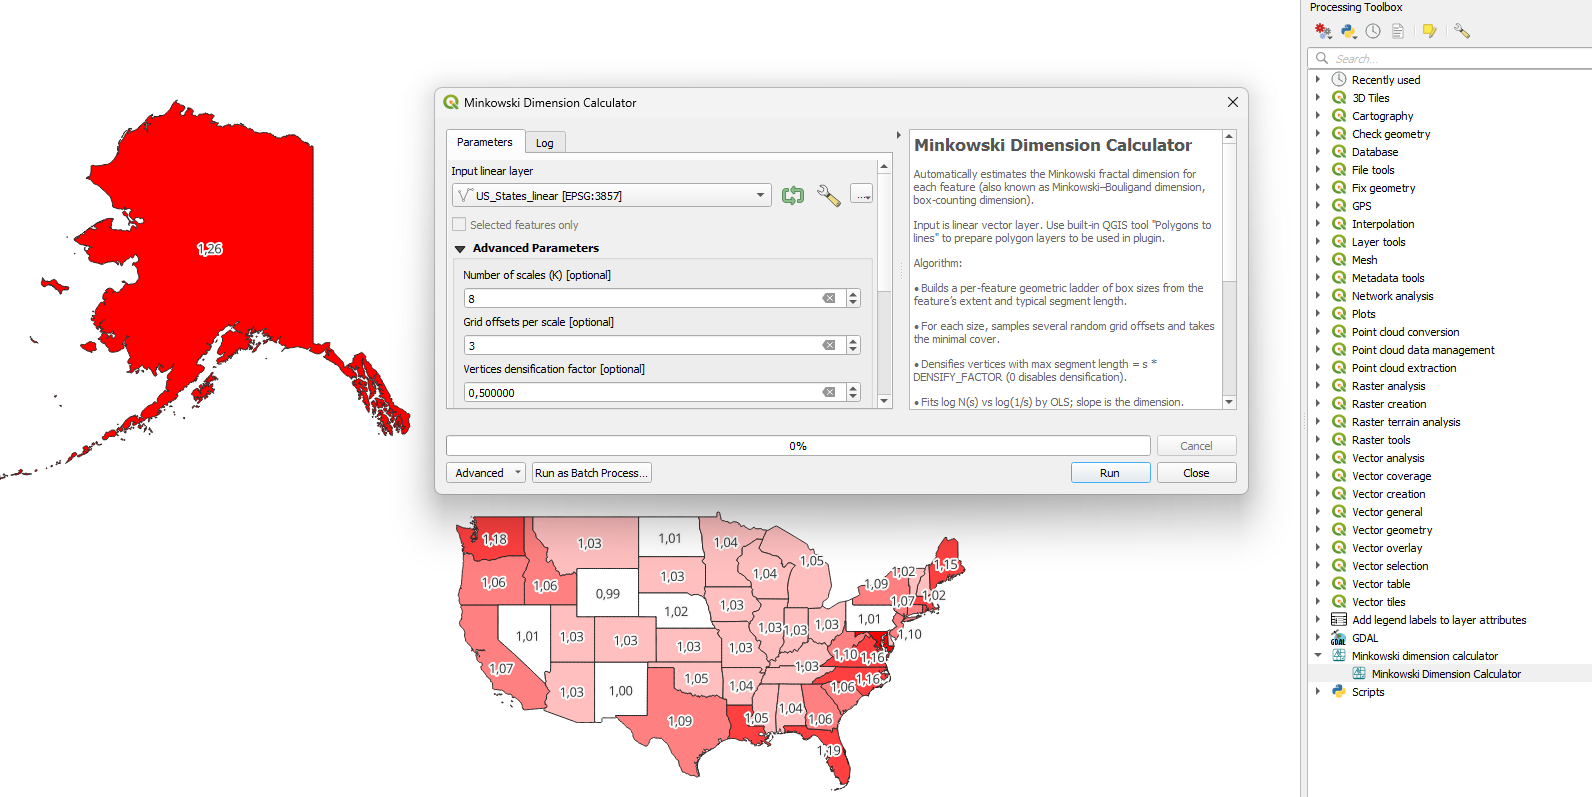 Processing Toolbox
Search...
Recently used
3D Tiles
Cartography
Check geometry
Database
File tools
Fix geometry
GPS
Interpolation
Layer tools
Mesh
Metadata tools
Network analysis
Plots
Point cloud conversion
Point cloud data management
Point cloud extraction
Raster analysis
Raster creation
Raster terrain analysis
Raster tools
Vector analysis
Vector coverage
Vector creation
Vector general
Vector geometry
Vector overlay
Vector selection
Vector table
Vector tiles
Add legend labels to layer attributes
GDAL
Minkowski dimension calculator
Minkowski Dimension Calculator
Scripts
Minkowski Dimension Calculator
Parameters
Log
Input linear layer
US_States_linear [EPSG:3857]
...
Selected features only
Advanced Parameters
Number of scales (K) [optional]
8
Grid offsets per scale [optional]
3
Vertices densification factor [optional]
0,500000
Minkowski Dimension Calculator
Automatically estimates the Minkowski fractal dimension for
each feature (also known as Minkowski–Bouligand dimension,
box-counting dimension).
Input is linear vector layer. Use built-in QGIS tool "Polygons to
lines" to prepare polygon layers to be used in plugin.
Algorithm:
• Builds a per-feature geometric ladder of box sizes from the
feature's extent and typical segment length.
• For each size, samples several random grid offsets and takes
the minimal cover.
• Densifies vertices with max segment length = s *
DENSIFY_FACTOR (0 disables densification).
• Fits log N(s) vs log(1/s) by OLS; slope is the dimension.
0%
Cancel
Advanced
Run as Batch Process...
Run
Close
1,26
1,18
1,03
1,01
1,04
1,05
1,15
1,06
1,06
0,99
1,03
1,04
1,09
1,02
1,02
1,07
1,02
1,03
1,01
1,01
1,03
1,03
1,03
1,03
1,03
1,03
1,03
1,10
1,07
1,03
1,00
1,05
1,04
1,03
1,10
1,16
1,16
1,06
1,09
1,05
1,04
1,06
1,19